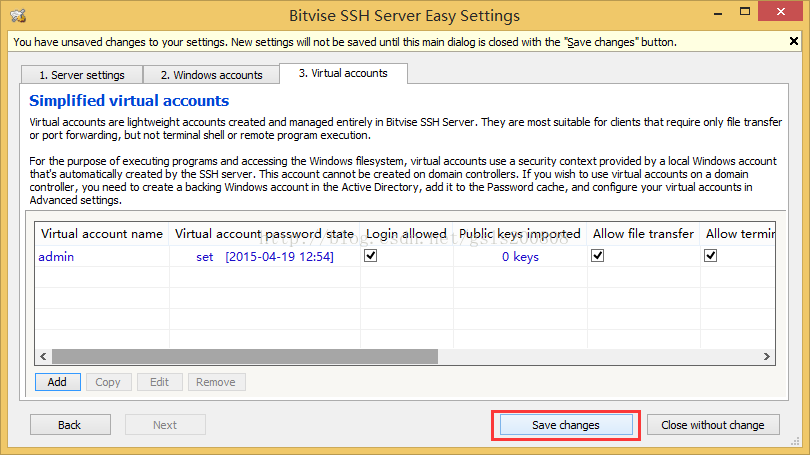 Bitvise SSH Server Easy Settings
You have unsaved changes to your settings. New settings will not be saved until this main dialog is closed with the "Save changes" button.
1. Server settings
2. Windows accounts
3. Virtual accounts
Simplified virtual accounts
Virtual accounts are lightweight accounts created and managed entirely in Bitvise SSH Server. They are most suitable for clients that require only file transfer
or port forwarding, but not terminal shell or remote program execution.
For the purpose of executing programs and accessing the Windows filesystem, virtual accounts use a security context provided by a local Windows account
that's automatically created by the SSH server. This account cannot be created on domain controllers. If you wish to use virtual accounts on a domain
controller, you need to create a backing Windows account in the Active Directory, add it to the Password cache, and configure your virtual accounts in
Advanced settings.
Virtual account name Virtual account password state Login allowed Public keys imported Allow file transfer Allow termin
http://blog.csdn.net/gsls200808
admin set [2015-04-19 12:54] 0 keys
Add Copy Edit Remove
Back Next Save changes Close without change